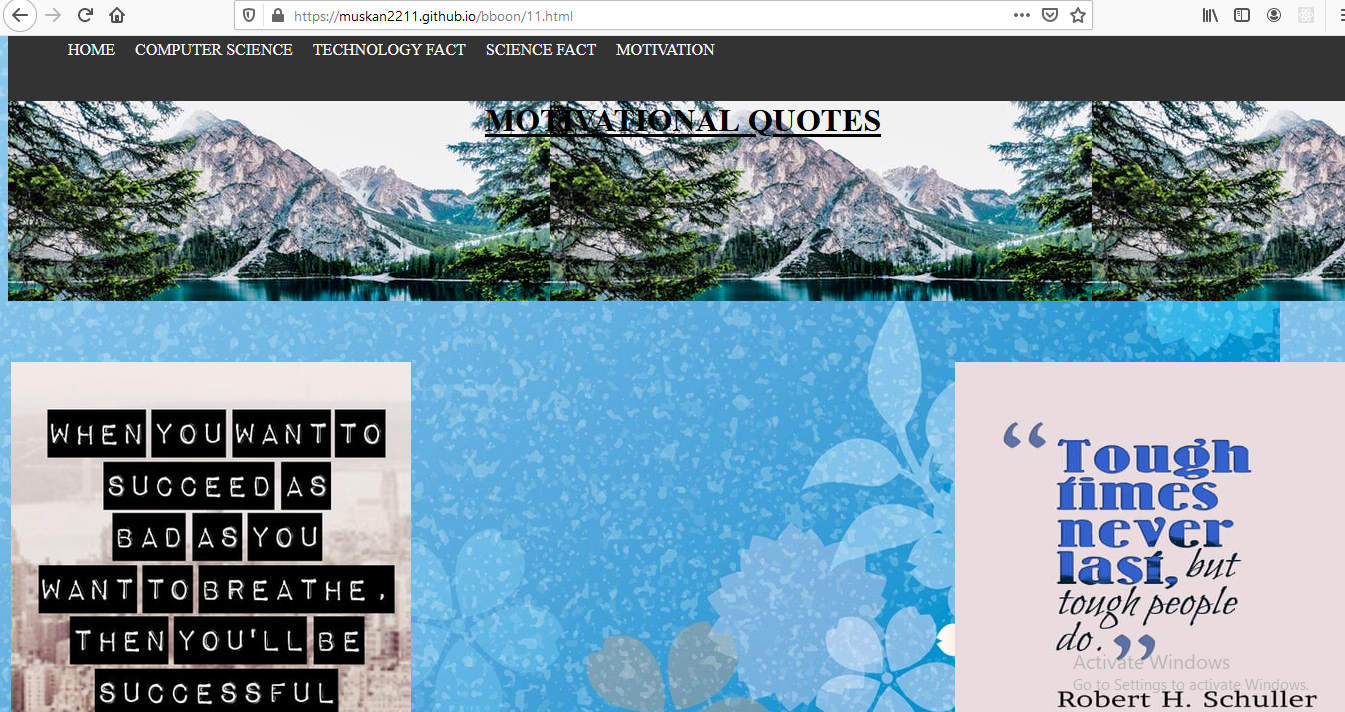 https://muskan2211.github.io/bboon/11.html
HOME COMPUTER SCIENCE TECHNOLOGY FACT SCIENCE FACT MOTIVATION
MOTIVATIONAL QUOTES
WHEN YOU WANT TO
SUCCEED AS
BAD AS YOU
WANT TO BREATHE,
THEN YOU'LL BE
SUCCESSFUL
“ Tough
times
never
last, but
tough people
do. ”
Activate Windows
Go to Settings to activate Windows.
Robert H. Schuller